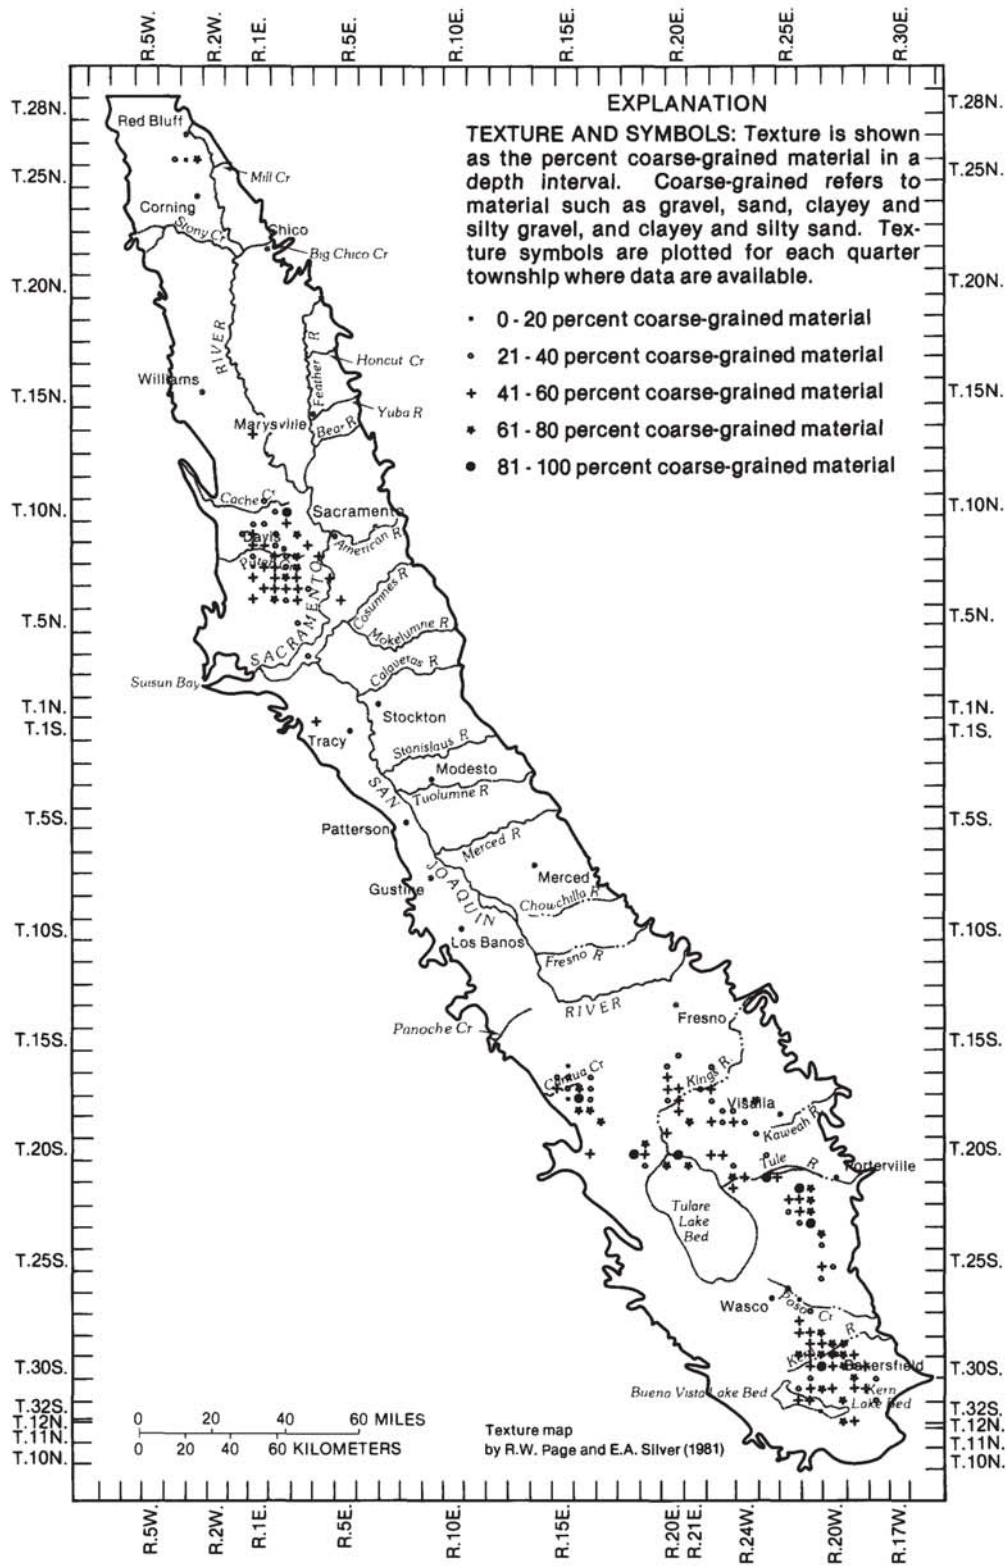 R.5W. R.2W. R.1E. R.5E. R.10E. R.15E. R.20E. R.25E. R.30E.
EXPLANATION
TEXTURE AND SYMBOLS: Texture is shown
as the percent coarse-grained material in a
depth interval. Coarse-grained refers to
material such as gravel, sand, clayey and
silty gravel, and clayey and silty sand. Tex-
ture symbols are plotted for each quarter
township where data are available.
0 - 20 percent coarse-grained material
21 - 40 percent coarse-grained material
41 - 60 percent coarse-grained material
61 - 80 percent coarse-grained material
81 - 100 percent coarse-grained material
T.28N.
T.25N.
T.20N.
T.15N.
T.10N.
T.5N.
T.1N.
T.1S.
T.5S.
T.10S.
T.15S.
T.20S.
T.25S.
T.30S.
T.32S.
T.12N.
T.11N.
T.10N.
T.28N.
T.25N.
T.20N.
T.15N.
T.10N.
T.5N.
T.1N.
T.1S.
T.5S.
T.10S.
T.15S.
T.20S.
T.25S.
T.30S.
T.32S.
T.12N.
T.11N.
T.10N.
Red Bluff
Mill Cr
Corning
Stony Cr
Chico
Big Chico Cr
RIVER
Feather R
Honcut Cr
Williams
Yuba R
Marysville
Bear R
Cache Cr
Sacramento
Davis
American R
Putah Cr
SACRAMENTO
Cosumnes R
Mokelumne R
Calaveras R
Suisun Bay
Stockton
Tracy
Stanislaus R
Modesto
SAN
Tuolumne R
Patterson
Merced R
JOAQUIN
Merced
Gustine
Chowchilla R
Los Banos
Fresno R
RIVER
Fresno
Panoche Cr
Cantua Cr
Kings R.
Visalia
Kaweah R
Tule R
Porterville
Tulare
Lake
Bed
Wasco
Poso Cr
Kern R
Bakersfield
Buena Vista Lake Bed
Kern
Lake Bed
0 20 40 60 MILES
0 20 40 60 KILOMETERS
Texture map
by R.W. Page and E.A. Silver (1981)
R.5W. R.2W. R.1E. R.5E. R.10E. R.15E. R.20E. R.21E. R.24W. R.20W. R.17W.